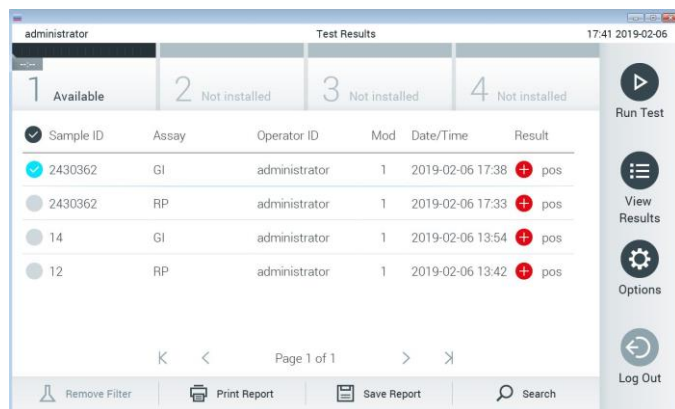 administrator Test Results 17:41 2019-02-06
--:--
1 Available 2 Not installed 3 Not installed 4 Not installed
Run Test
Sample ID Assay Operator ID Mod Date/Time Result
2430362 GI administrator 1 2019-02-06 17:38 pos
2430362 RP administrator 1 2019-02-06 17:33 pos
14 GI administrator 1 2019-02-06 13:54 pos
12 RP administrator 1 2019-02-06 13:42 pos
View
Results
Options
Page 1 of 1
Log Out
Remove Filter Print Report Save Report Search